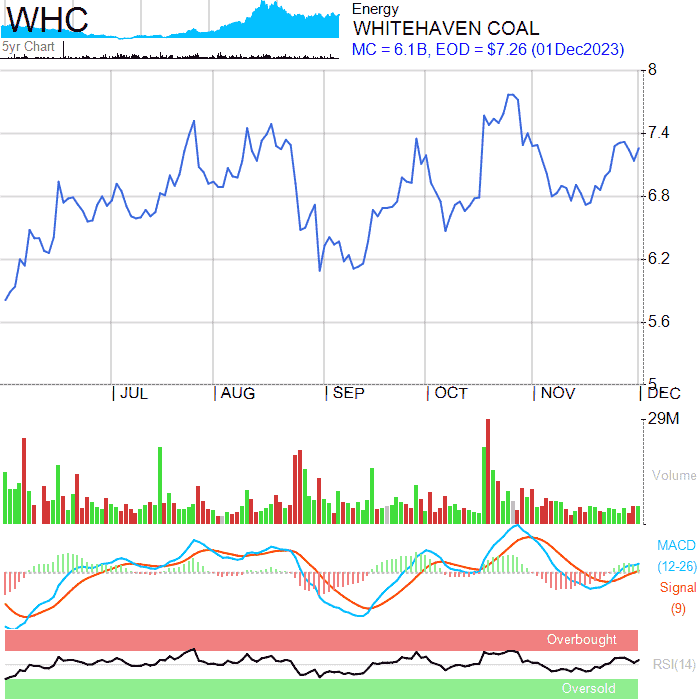 WHC
5yr Chart
Energy
WHITEHAVEN COAL
MC = 6.1B, EOD = $7.26 (01Dec2023)
8
7.4
6.8
6.2
5.6
5
JUL AUG SEP OCT NOV DEC
29M
Volume
MACD
(12-26)
Signal
(9)
Overbought
RSI(14)
Oversold